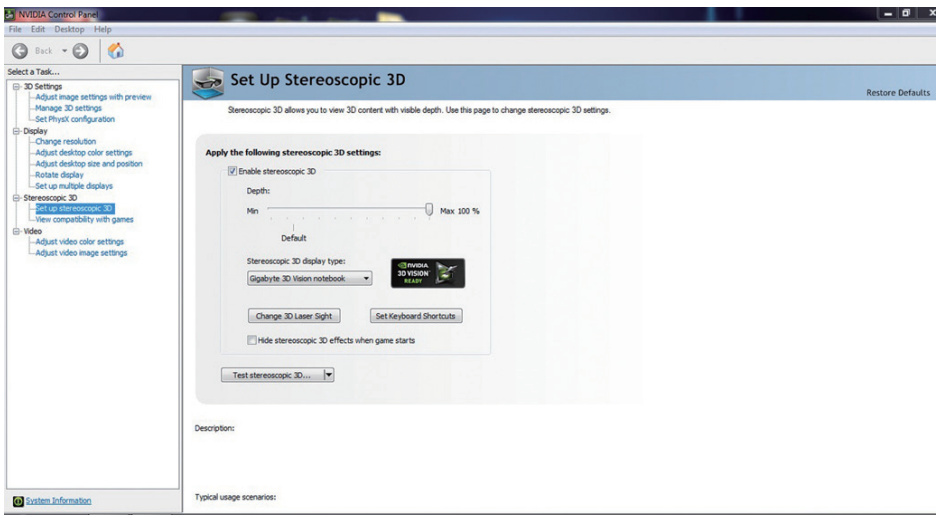 NVIDIA Control Panel
File Edit Desktop Help
Back
Select a Task...
3D Settings
Adjust image settings with preview
Manage 3D settings
Set PhysX configuration
Display
Change resolution
Adjust desktop color settings
Adjust desktop size and position
Rotate display
Set up multiple displays
Stereoscopic 3D
Set up stereoscopic 3D
View compatibility with games
Video
Adjust video color settings
Adjust video image settings
System Information
Set Up Stereoscopic 3D
Restore Defaults
Stereoscopic 3D allows you to view 3D content with visible depth. Use this page to change stereoscopic 3D settings.
Apply the following stereoscopic 3D settings:
Enable stereoscopic 3D
Depth:
Min Max 100 %
Default
Stereoscopic 3D display type:
Gigabyte 3D Vision notebook
NVIDIA
3D VISION
READY
Change 3D Laser Sight Set Keyboard Shortcuts
Hide stereoscopic 3D effects when game starts
Test stereoscopic 3D...
Description:
Typical usage scenarios: